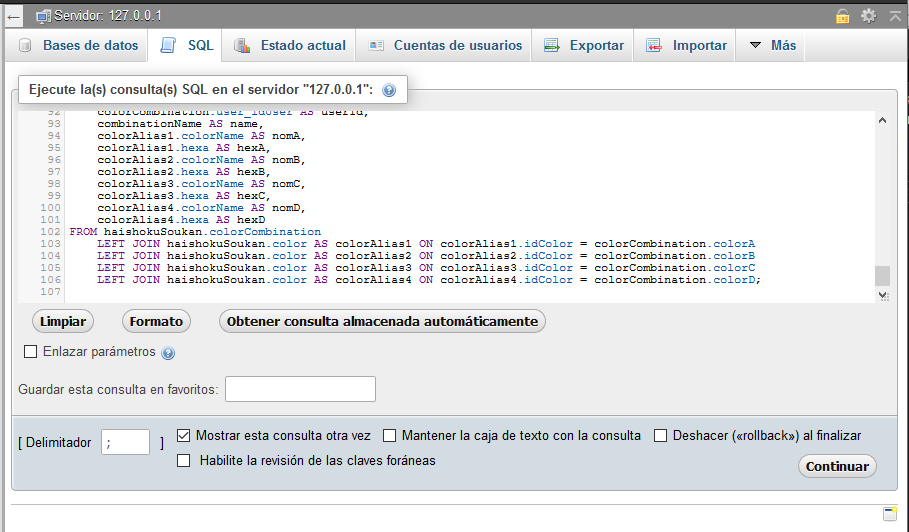 Servidor: 127.0.0.1
Bases de datos SQL Estado actual Cuentas de usuarios Exportar Importar Más
Ejecute la(s) consulta(s) SQL en el servidor "127.0.0.1":
92 colorCombination.user_idUser AS userId,
93 combinationName AS name,
94 colorAlias1.colorName AS nomA,
95 colorAlias1.hexa AS hexA,
96 colorAlias2.colorName AS nomB,
97 colorAlias2.hexa AS hexB,
98 colorAlias3.colorName AS nomC,
99 colorAlias3.hexa AS hexC,
100 colorAlias4.colorName AS nomD,
101 colorAlias4.hexa AS hexD
102 FROM haishokuSoukan.colorCombination
103 LEFT JOIN haishokuSoukan.color AS colorAlias1 ON colorAlias1.idColor = colorCombination.colorA
104 LEFT JOIN haishokuSoukan.color AS colorAlias2 ON colorAlias2.idColor = colorCombination.colorB
105 LEFT JOIN haishokuSoukan.color AS colorAlias3 ON colorAlias3.idColor = colorCombination.colorC
106 LEFT JOIN haishokuSoukan.color AS colorAlias4 ON colorAlias4.idColor = colorCombination.colorD;
107
Limpiar Formato Obtener consulta almacenada automáticamente
Enlazar parámetros
Guardar esta consulta en favoritos:
[ Delimitador ; ] Mostrar esta consulta otra vez Mantener la caja de texto con la consulta Deshacer («rollback») al finalizar
Habilite la revisión de las claves foráneas
Continuar